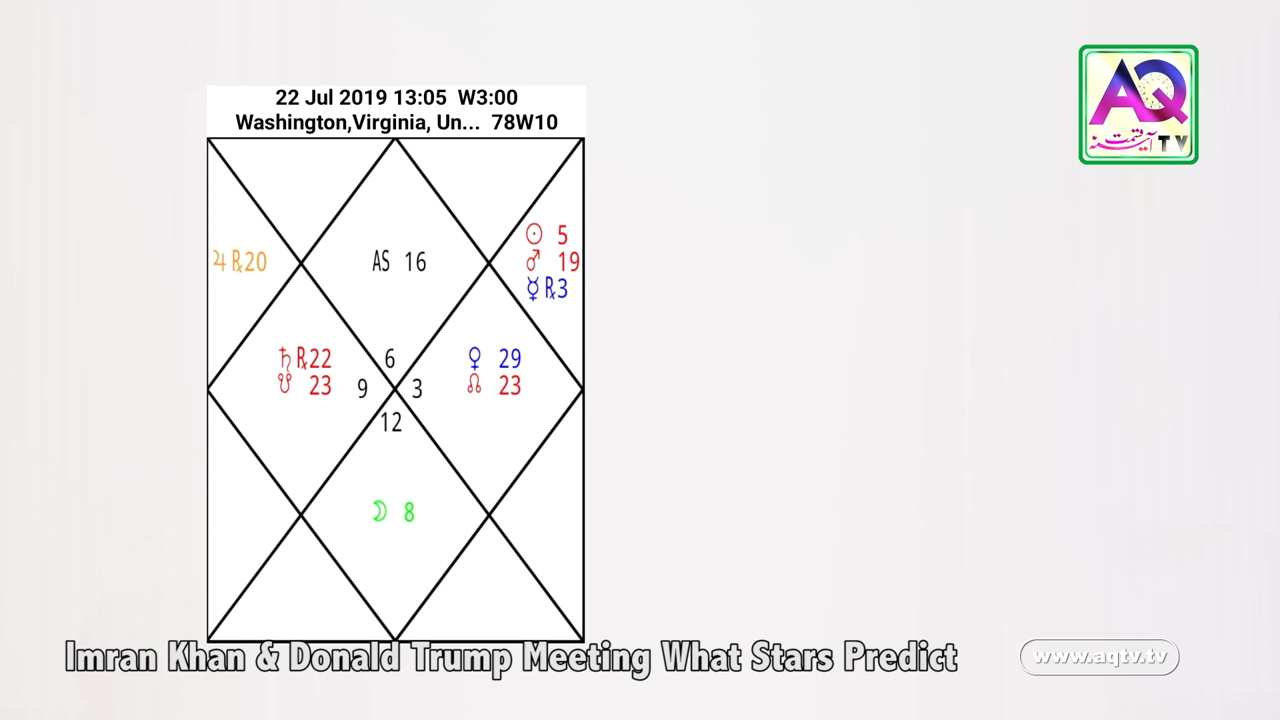 22 Jul 2019 13:05 W3:00
Washington,Virginia, Un... 78W10
AQ
آئینہ قسمت TV
☉ 5
♂ 19
☿ ℞3
♃ ℞20
AS 16
♄ ℞22
☋ 23
♀ 29
☊ 23
6
9 3
12
☽ 8
Imran Khan & Donald Trump Meeting What Stars Predict
www.aqtv.tv